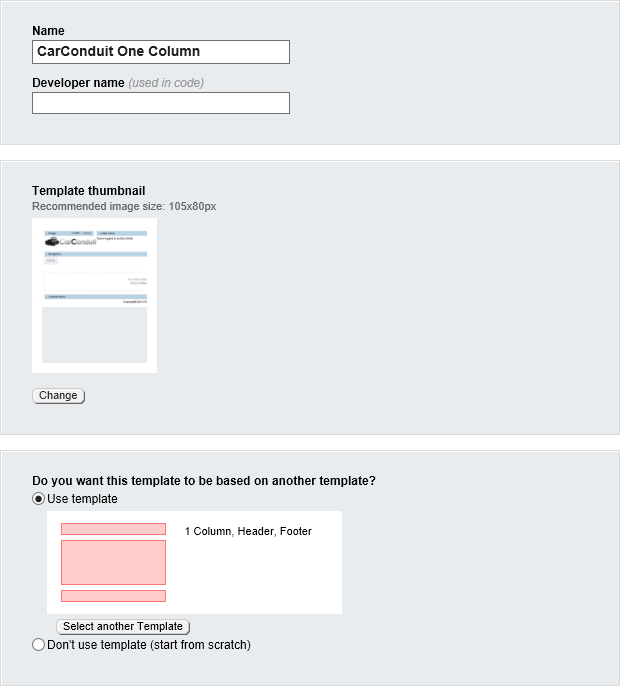 Name
CarConduit One Column
Developer name (used in code)
Template thumbnail
Recommended image size: 105x80px
CarConduit
Change
Do you want this template to be based on another template?
Use template
1 Column, Header, Footer
Select another Template
Don't use template (start from scratch)